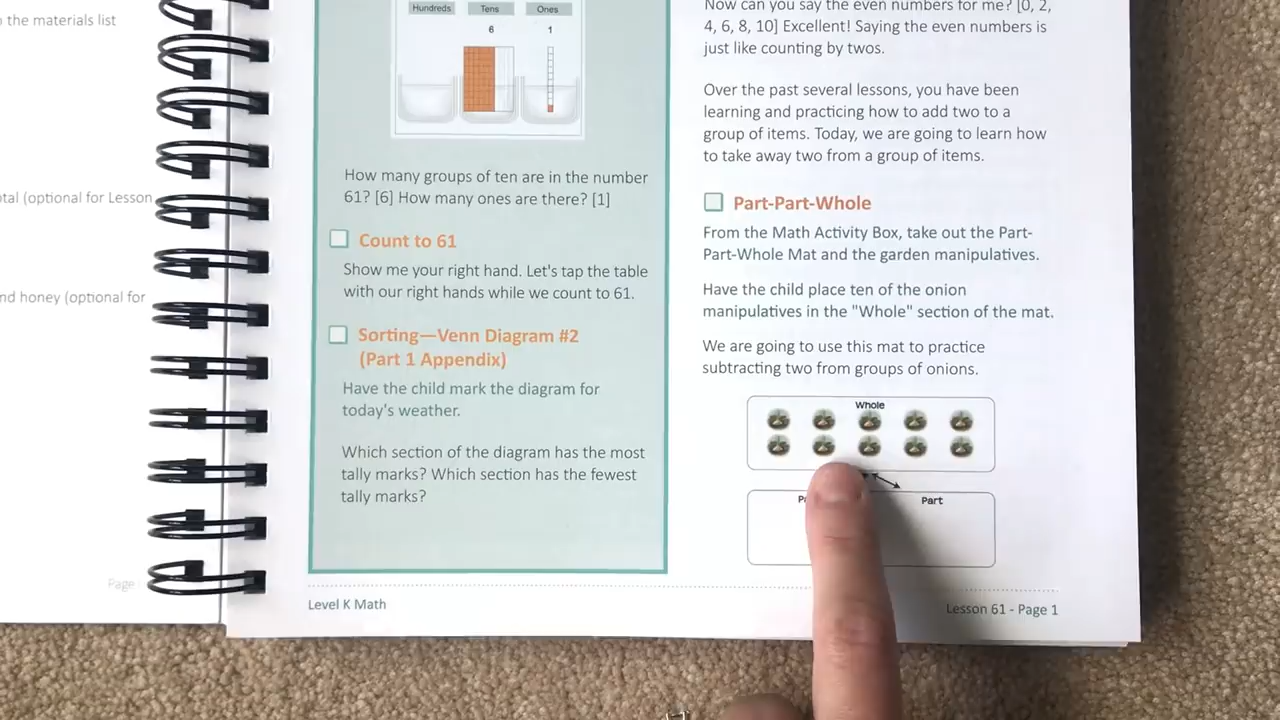 the materials list
tal (optional for Lesson
nd honey (optional for
Page
Hundreds Tens Ones
6 1
How many groups of ten are in the number
61? [6] How many ones are there? [1]
Count to 61
Show me your right hand. Let's tap the table
with our right hands while we count to 61.
Sorting—Venn Diagram #2
(Part 1 Appendix)
Have the child mark the diagram for
today's weather.
Which section of the diagram has the most
tally marks? Which section has the fewest
tally marks?
Level K Math
Now can you say the even numbers for me? [0, 2,
4, 6, 8, 10] Excellent! Saying the even numbers is
just like counting by twos.
Over the past several lessons, you have been
learning and practicing how to add two to a
group of items. Today, we are going to learn how
to take away two from a group of items.
Part-Part-Whole
From the Math Activity Box, take out the Part-
Part-Whole Mat and the garden manipulatives.
Have the child place ten of the onion
manipulatives in the "Whole" section of the mat.
We are going to use this mat to practice
subtracting two from groups of onions.
Whole
Part
Lesson 61 - Page 1